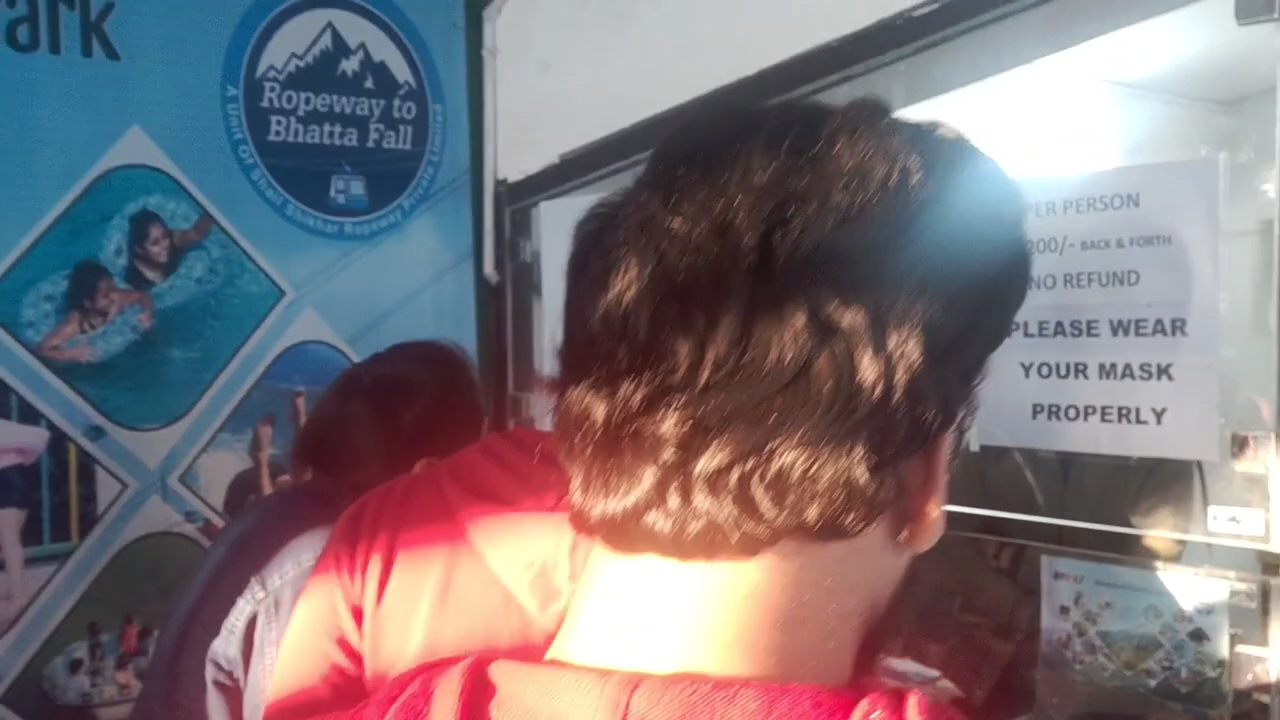 ark
Ropeway to
Bhatta Fall
A Unit Of Shail Shikhar Ropeway Private Limited
ER PERSON
200/- BACK & FORTH
NO REFUND
PLEASE WEAR
YOUR MASK
PROPERLY